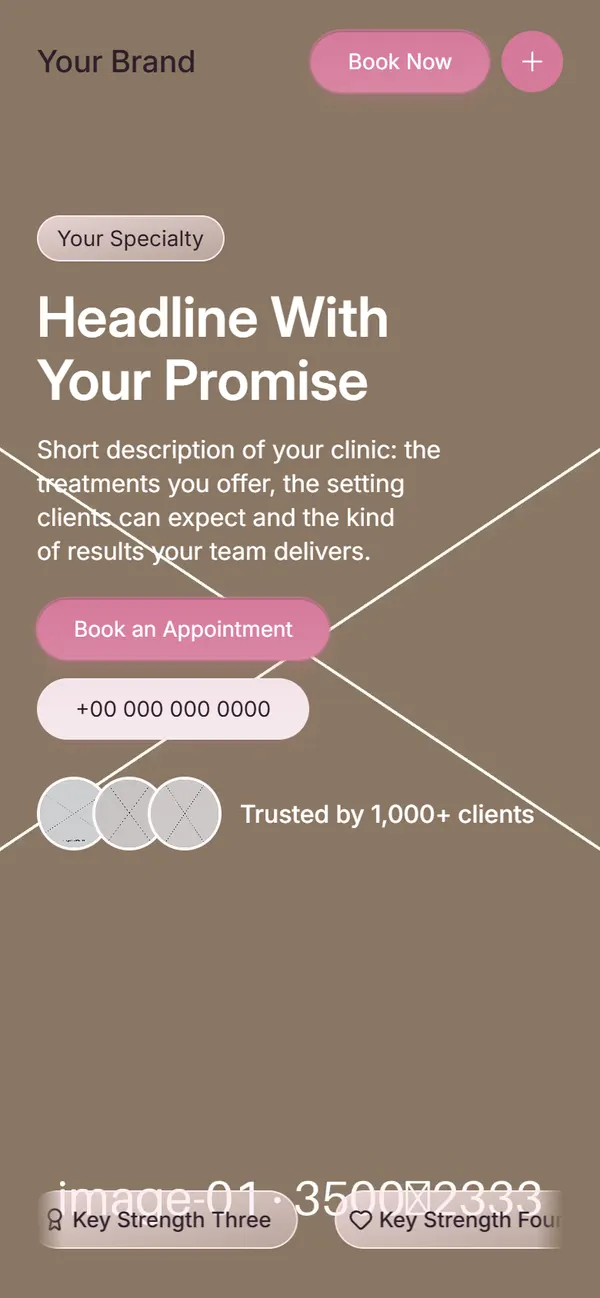 Your Brand
Book Now
Your Specialty
Headline With
Your Promise
Short description of your clinic: the
treatments you offer, the setting
clients can expect and the kind
of results your team delivers.
Book an Appointment
+00 000 000 0000
Trusted by 1,000+ clients
image-01 · 3500☒2333
Key Strength Three
Key Strength Four